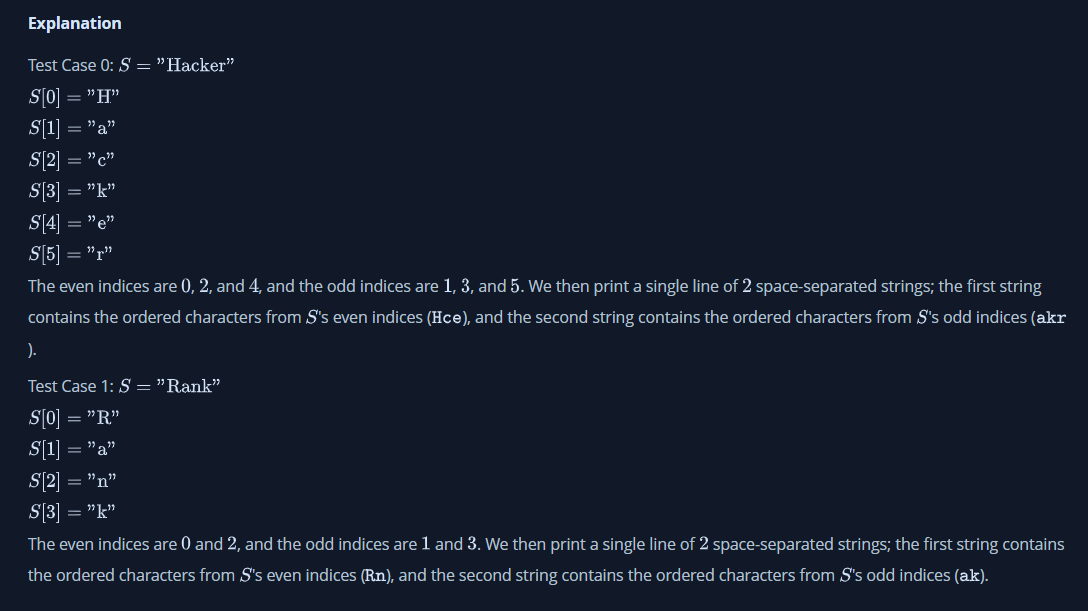 Explanation
Test Case 0: S = ”Hacker”
S[0] = ”H”
S[1] = ”a”
S[2] = ”c”
S[3] = ”k”
S[4] = ”e”
S[5] = ”r”
The even indices are 0, 2, and 4, and the odd indices are 1, 3, and 5. We then print a single line of 2 space-separated strings; the first string
contains the ordered characters from S's even indices (Hce), and the second string contains the ordered characters from S's odd indices (akr
).
Test Case 1: S = ”Rank”
S[0] = ”R”
S[1] = ”a”
S[2] = ”n”
S[3] = ”k”
The even indices are 0 and 2, and the odd indices are 1 and 3. We then print a single line of 2 space-separated strings; the first string contains
the ordered characters from S's even indices (Rn), and the second string contains the ordered characters from S's odd indices (ak).